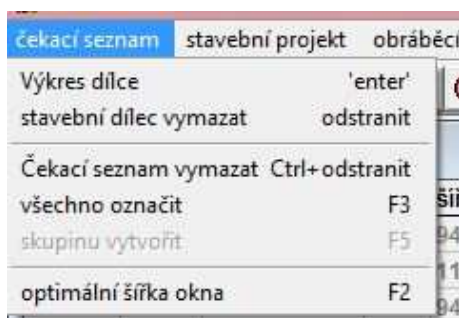 čekací seznam stavební projekt obráběcí
Výkres dílce 'enter'
stavební dílec vymazat odstranit
Čekací seznam vymazat Ctrl+odstranit
všechno označit F3
skupinu vytvořit F5
optimální šířka okna F2